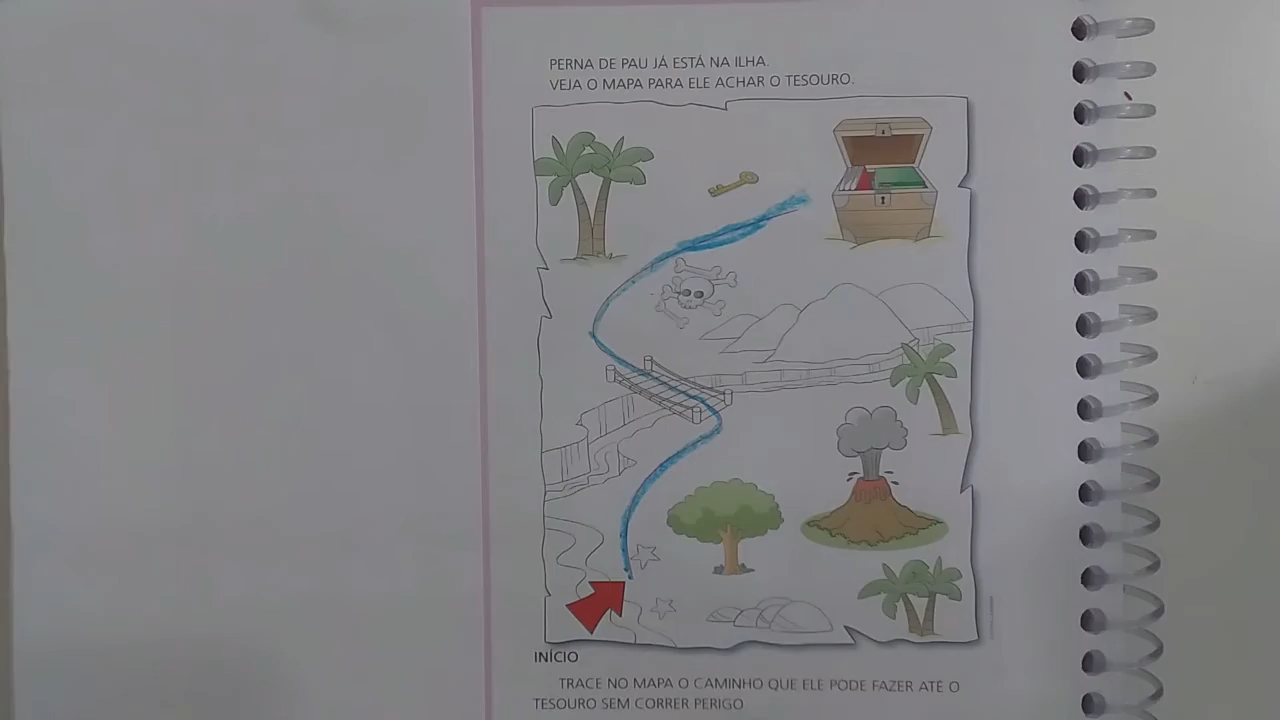 PERNA DE PAU JÁ ESTÁ NA ILHA.
VEJA O MAPA PARA ELE ACHAR O TESOURO.
INÍCIO
TRACE NO MAPA O CAMINHO QUE ELE PODE FAZER ATÉ O
TESOURO SEM CORRER PERIGO